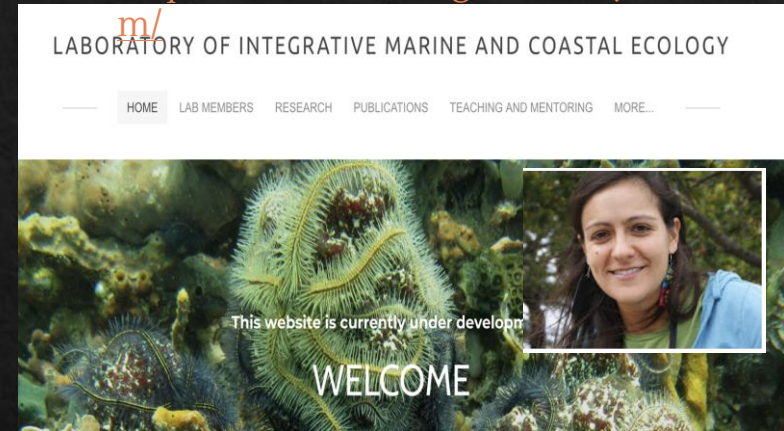 m/
LABORATORY OF INTEGRATIVE MARINE AND COASTAL ECOLOGY
HOME LAB MEMBERS RESEARCH PUBLICATIONS TEACHING AND MENTORING MORE...
This website is currently under developm
WELCOME